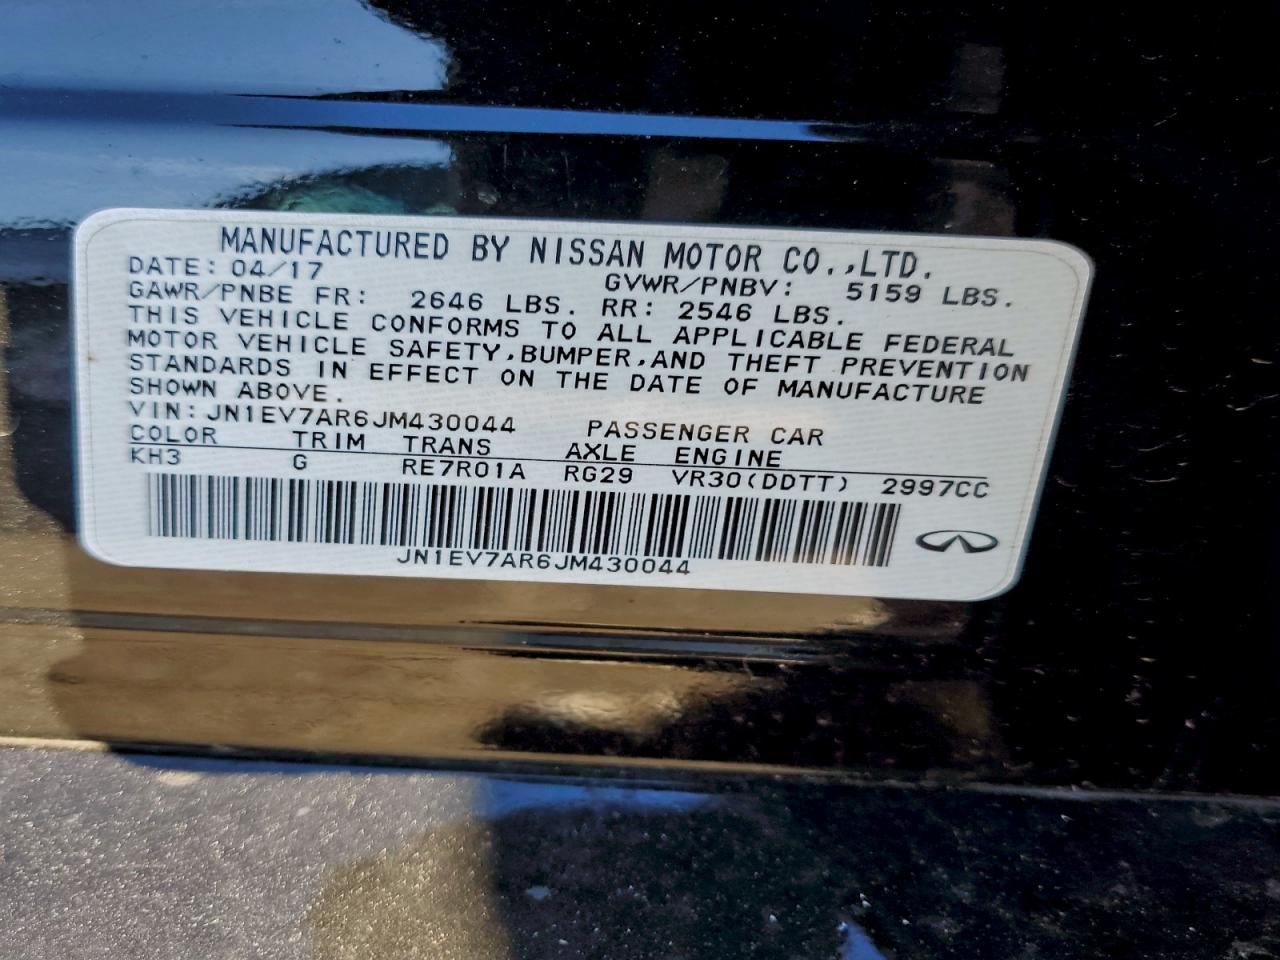 MANUFACTURED BY NISSAN MOTOR CO.,LTD.
DATE: 04/17 GVWR/PNBV: 5159 LBS.
GAWR/PNBE FR: 2646 LBS. RR: 2546 LBS.
THIS VEHICLE CONFORMS TO ALL APPLICABLE FEDERAL
MOTOR VEHICLE SAFETY,BUMPER,AND THEFT PREVENTION
STANDARDS IN EFFECT ON THE DATE OF MANUFACTURE
SHOWN ABOVE.
VIN:JN1EV7AR6JM430044 PASSENGER CAR
COLOR TRIM TRANS AXLE ENGINE
KH3 G RE7R01A RG29 VR30(DDTT) 2997CC
JN1EV7AR6JM430044